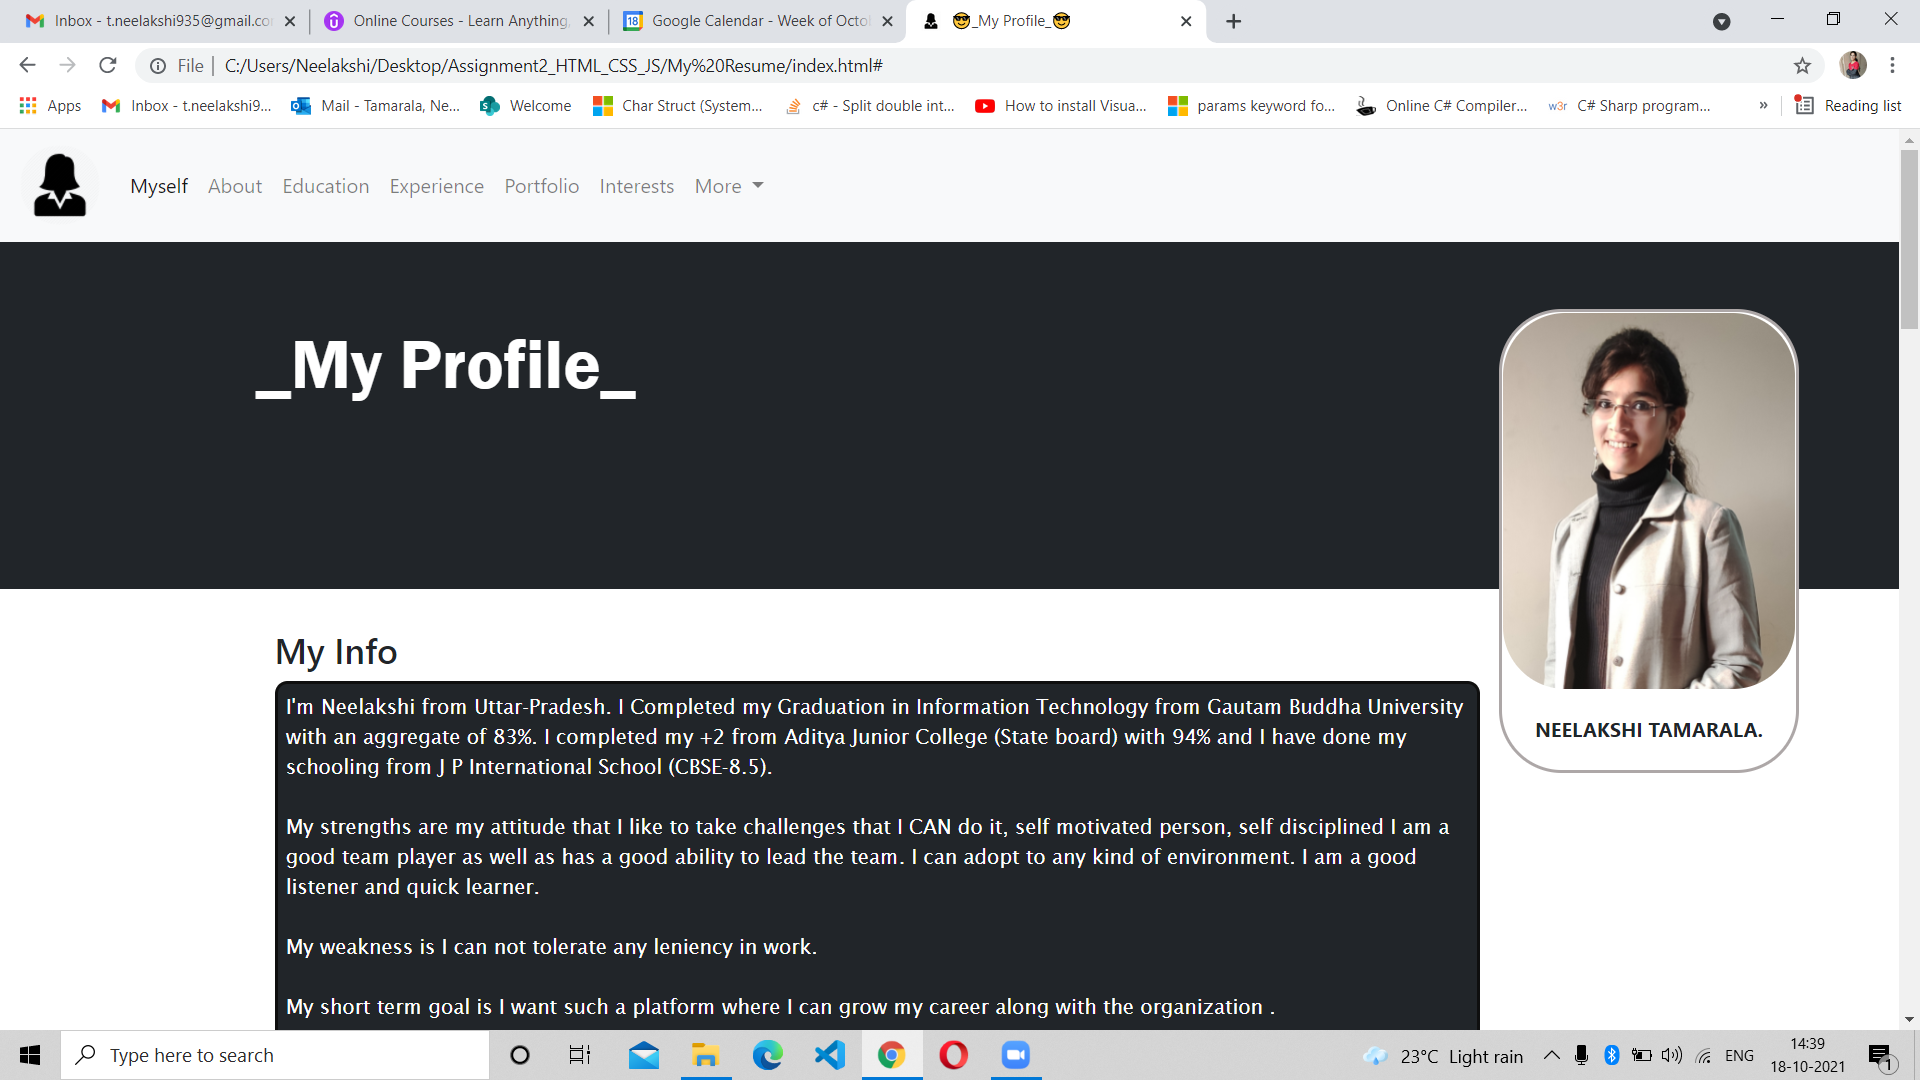 Inbox - t.neelakshi935@gmail.co
Online Courses - Learn Anything,
Google Calendar - Week of Octo
😎_My Profile_😎
File | C:/Users/Neelakshi/Desktop/Assignment2_HTML_CSS_JS/My%20Resume/index.html#
Apps
Inbox - t.neelakshi9...
Mail - Tamarala, Ne...
Welcome
Char Struct (System...
c# - Split double int...
How to install Visua...
params keyword fo...
Online C# Compiler...
w3r
C# Sharp program...
»
Reading list
Myself
About
Education
Experience
Portfolio
Interests
More
_My Profile_
NEELAKSHI TAMARALA.
My Info
I'm Neelakshi from Uttar-Pradesh. I Completed my Graduation in Information Technology from Gautam Buddha University
with an aggregate of 83%. I completed my +2 from Aditya Junior College (State board) with 94% and I have done my
schooling from J P International School (CBSE-8.5).
My strengths are my attitude that I like to take challenges that I CAN do it, self motivated person, self disciplined I am a
good team player as well as has a good ability to lead the team. I can adopt to any kind of environment. I am a good
listener and quick learner.
My weakness is I can not tolerate any leniency in work.
My short term goal is I want such a platform where I can grow my career along with the organization .
Type here to search
23°C Light rain
ENG
14:39
18-10-2021
1